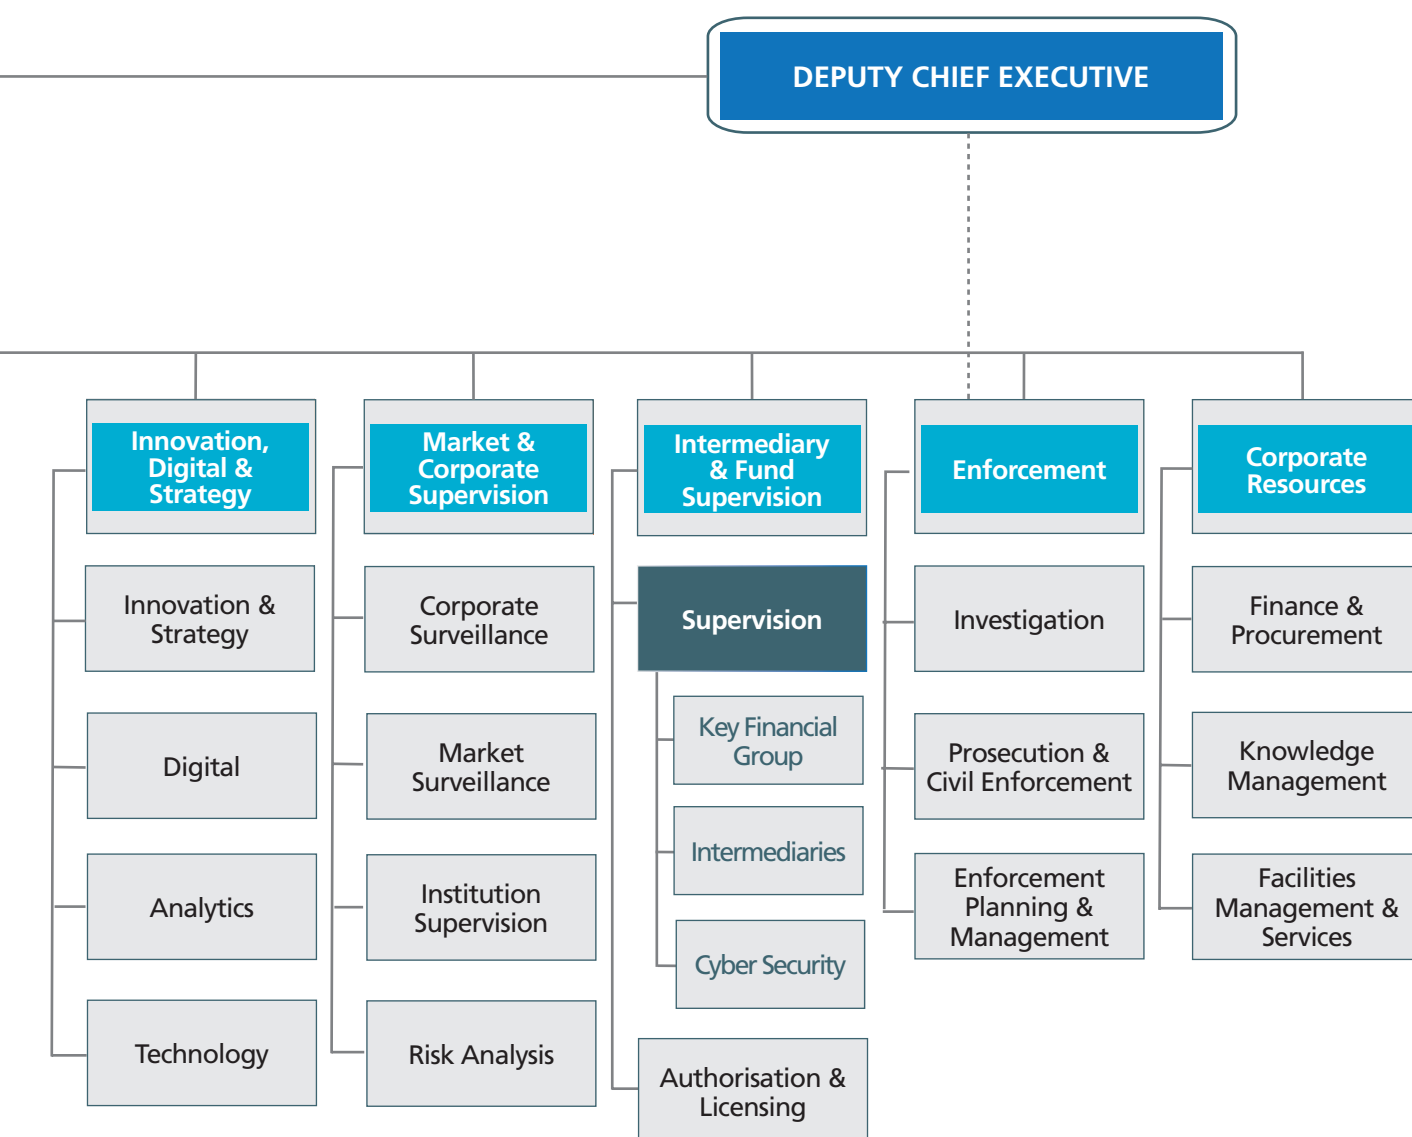 DEPUTY CHIEF EXECUTIVE
Innovation,
Digital &
Strategy
Innovation &
Strategy
Digital
Analytics
Technology
Market &
Corporate
Supervision
Corporate
Surveillance
Market
Surveillance
Institution
Supervision
Risk Analysis
Intermediary
& Fund
Supervision
Supervision
Key Financial
Group
Intermediaries
Cyber Security
Authorisation &
Licensing
Enforcement
Investigation
Prosecution &
Civil Enforcement
Enforcement
Planning &
Management
Corporate
Resources
Finance &
Procurement
Knowledge
Management
Facilities
Management &
Services